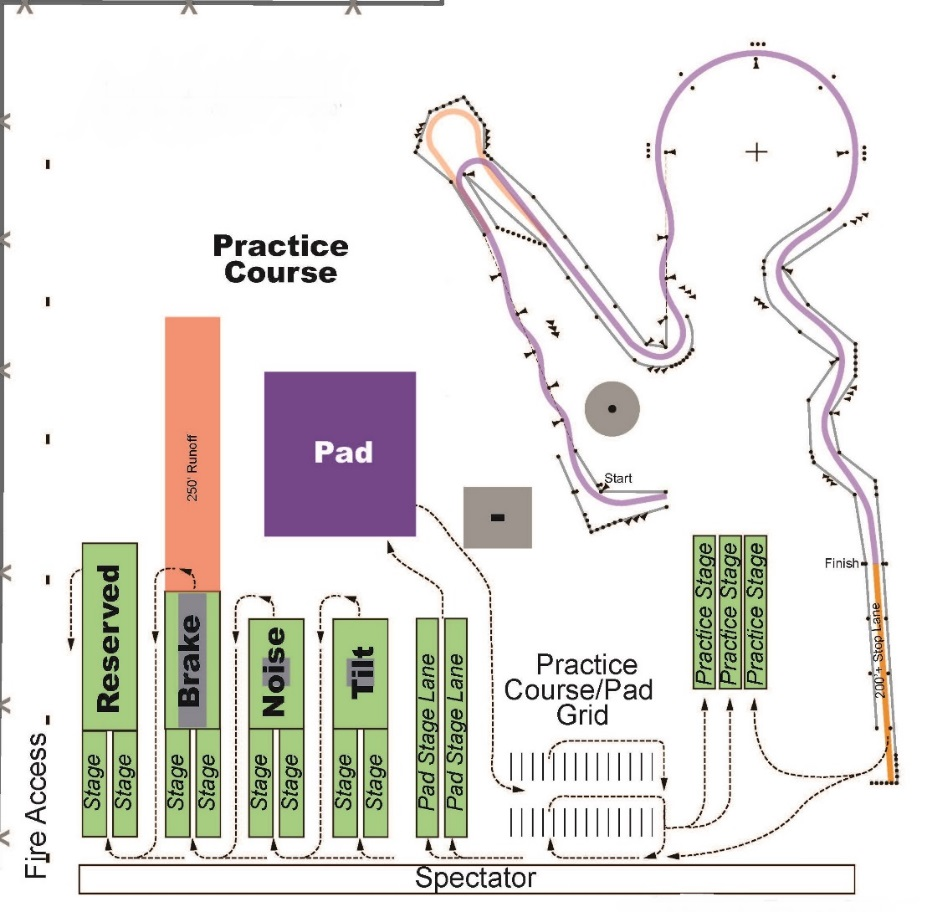 Practice
Course
250' Runoff
Pad
Start
Reserved
Brake
Noise
Tilt
Pad Stage Lane
Pad Stage Lane
Practice Stage
Practice Stage
Practice Stage
Finish
200'+ Stop Lane
Practice
Course/Pad
Grid
Stage
Stage
Stage
Stage
Stage
Stage
Stage
Stage
Fire Access
Spectator